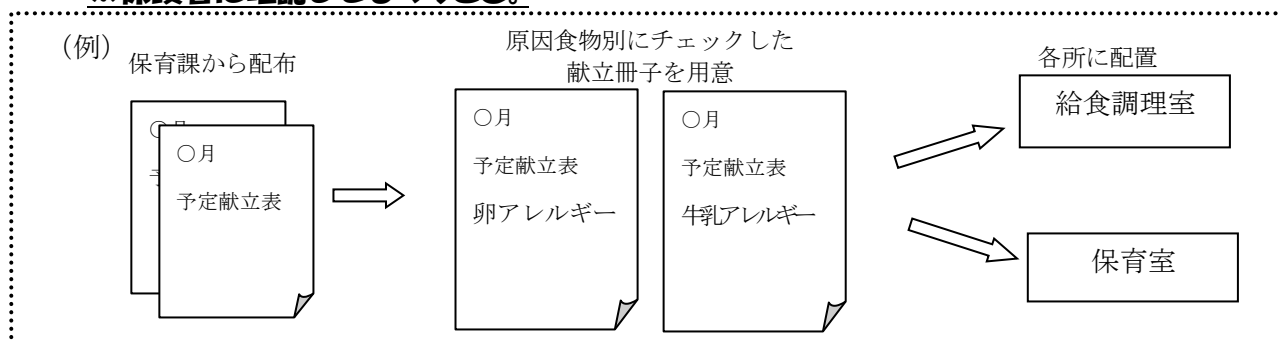 （例）
保育課から配布
〇月
予定献立表
原因食物別にチェックした
献立冊子を用意
〇月
予定献立表
卵アレルギー
〇月
予定献立表
牛乳アレルギー
各所に配置
給食調理室
保育室